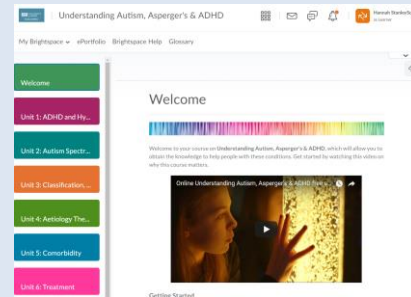 Understanding Autism, Asperger's & ADHD
My Brightspace ePortfolio Brightspace Help Glossary
Welcome
Unit 1: ADHD and Hy...
Unit 2: Autism Spectr...
Unit 3: Classification, ...
Unit 4: Aetiology The...
Unit 5: Comorbidity
Unit 6: Treatment
Welcome
Welcome to your course on Understanding Autism, Asperger's & ADHD, which will allow you to
obtain the knowledge to help people with these conditions. Get started by watching this video on
why this course matters.
Online Understanding Autism, Asperger's & ADHD
Getting Started